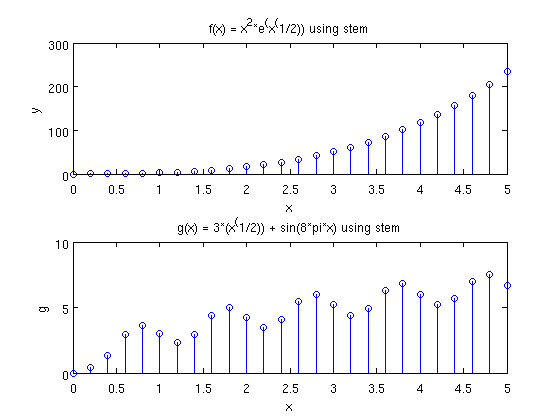 f(x) = x²*e⁽x⁽1/2)) using stem
300
200
100
0
y
0 0.5 1 1.5 2 2.5 3 3.5 4 4.5 5
x
g(x) = 3*(x⁽1/2)) + sin(8*pi*x) using stem
10
5
0
g
0 0.5 1 1.5 2 2.5 3 3.5 4 4.5 5
x